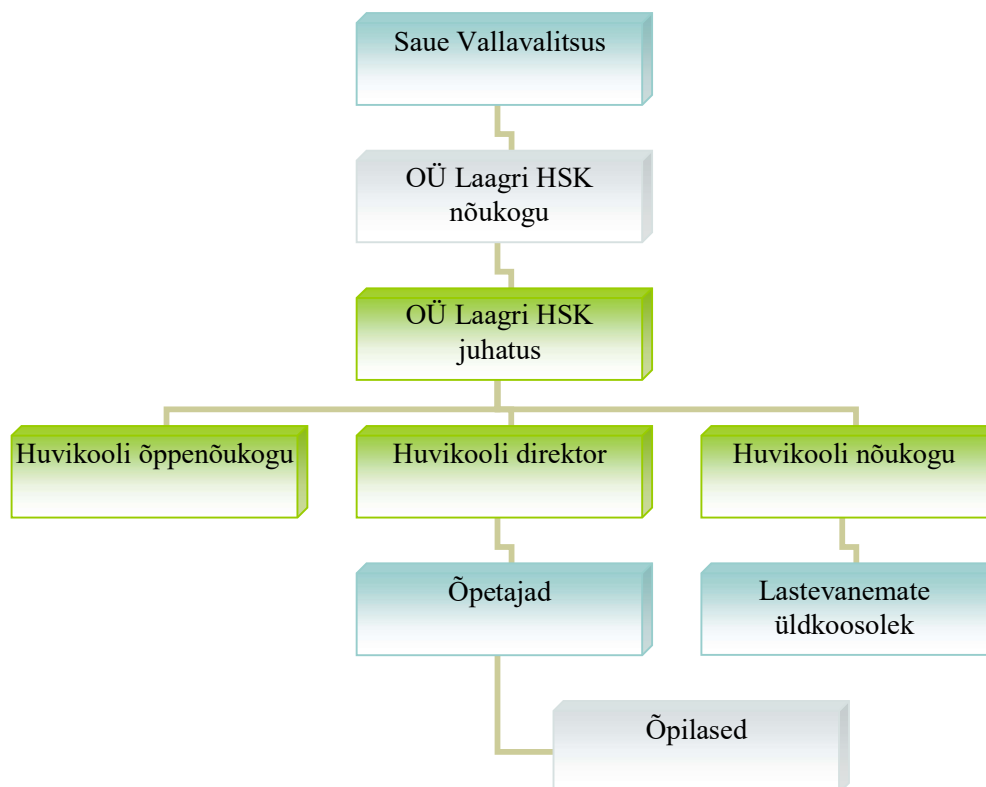 Saue Vallavalitsus
OÜ Laagri HSK
nõukogu
OÜ Laagri HSK
juhatus
Huvikooli õppenõukogu
Huvikooli direktor
Huvikooli nõukogu
Õpetajad
Lastevanemate
üldkoosolek
Õpilased